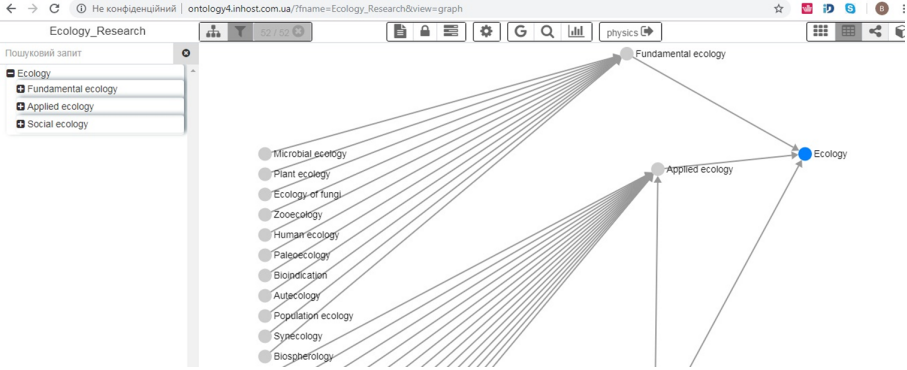 Не конфіденційний
ontology4.inhost.com.ua/?fname=Ecology_Research&view=graph
Ecology_Research
52 / 52
physics
Пошуковий запит
Ecology
Fundamental ecology
Applied ecology
Social ecology
Fundamental ecology
Microbial ecology
Ecology
Applied ecology
Plant ecology
Ecology of fungi
Zooecology
Human ecology
Paleoecology
Bioindication
Autecology
Population ecology
Synecology
Biospherology